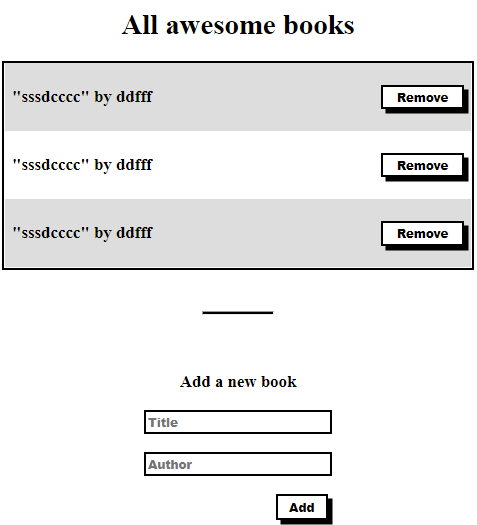 All awesome books
"sssdcccc" by ddfff Remove
"sssdcccc" by ddfff Remove
"sssdcccc" by ddfff Remove
Add a new book
Title
Author
Add